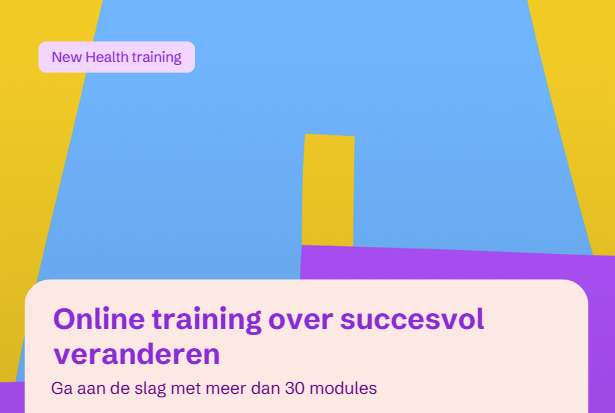 New Health training
Online training over succesvol
veranderen
Ga aan de slag met meer dan 30 modules